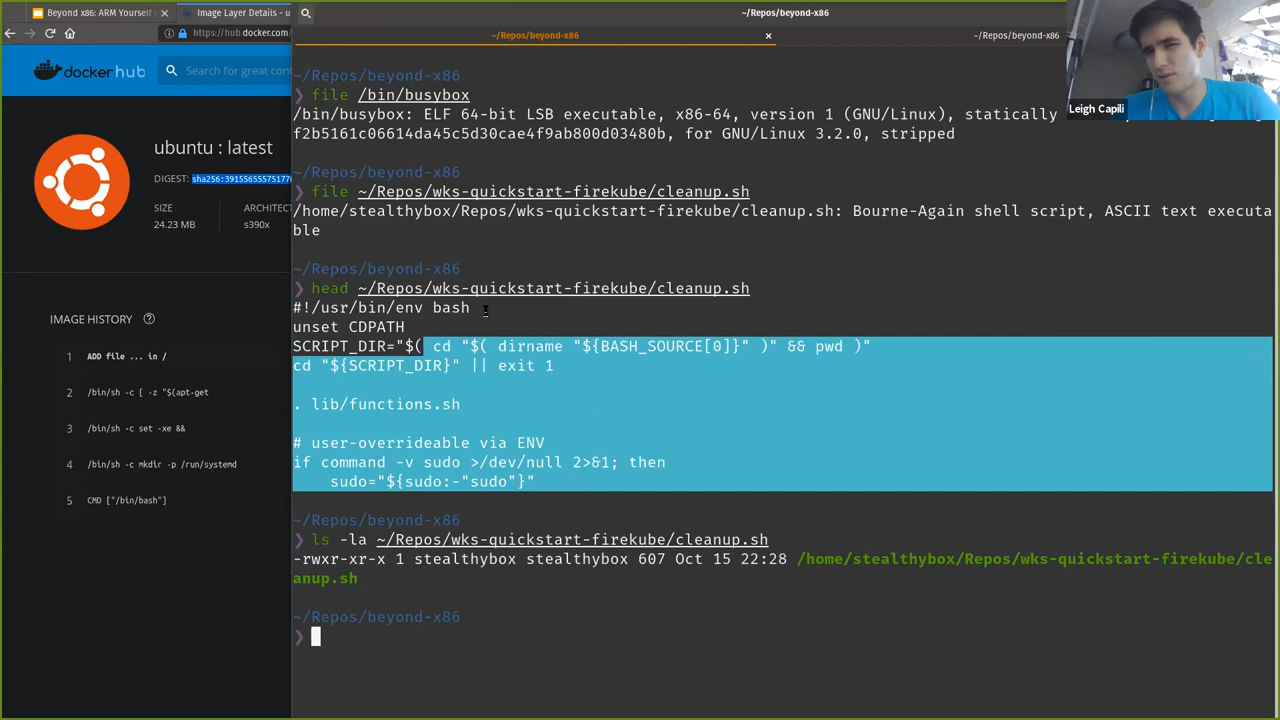 Beyond x86: ARM Yourself
Image Layer Details - u
https://hub.docker.com/
docker hub
Search for great con
ubuntu : latest
DIGEST: sha256:3915565557517
SIZE
ARCHITECT
24.23 MB
s390x
IMAGE HISTORY
1 ADD file ... in /
2 /bin/sh -c [ -z "$(apt-get
3 /bin/sh -c set -xe &&
4 /bin/sh -c mkdir -p /run/systemd
5 CMD ["/bin/bash"]
~/Repos/beyond-x86
~/Repos/beyond-x86
~/Repos/beyond-x86
Leigh Capili
~/Repos/beyond-x86
❯ file /bin/busybox
/bin/busybox: ELF 64-bit LSB executable, x86-64, version 1 (GNU/Linux), statically
f2b5161c06614da45c5d30cae4f9ab800d03480b, for GNU/Linux 3.2.0, stripped
~/Repos/beyond-x86
❯ file ~/Repos/wks-quickstart-firekube/cleanup.sh
/home/stealthybox/Repos/wks-quickstart-firekube/cleanup.sh: Bourne-Again shell script, ASCII text executa
ble
~/Repos/beyond-x86
❯ head ~/Repos/wks-quickstart-firekube/cleanup.sh
#!/usr/bin/env bash
unset CDPATH
SCRIPT_DIR="$( cd "$( dirname "${BASH_SOURCE[0]}" )" && pwd )"
cd "${SCRIPT_DIR}" || exit 1
. lib/functions.sh
# user-overrideable via ENV
if command -v sudo >/dev/null 2>&1; then
sudo="${sudo:-"sudo"}"
~/Repos/beyond-x86
❯ ls -la ~/Repos/wks-quickstart-firekube/cleanup.sh
-rwxr-xr-x 1 stealthybox stealthybox 607 Oct 15 22:28 /home/stealthybox/Repos/wks-quickstart-firekube/cle
anup.sh
~/Repos/beyond-x86
❯